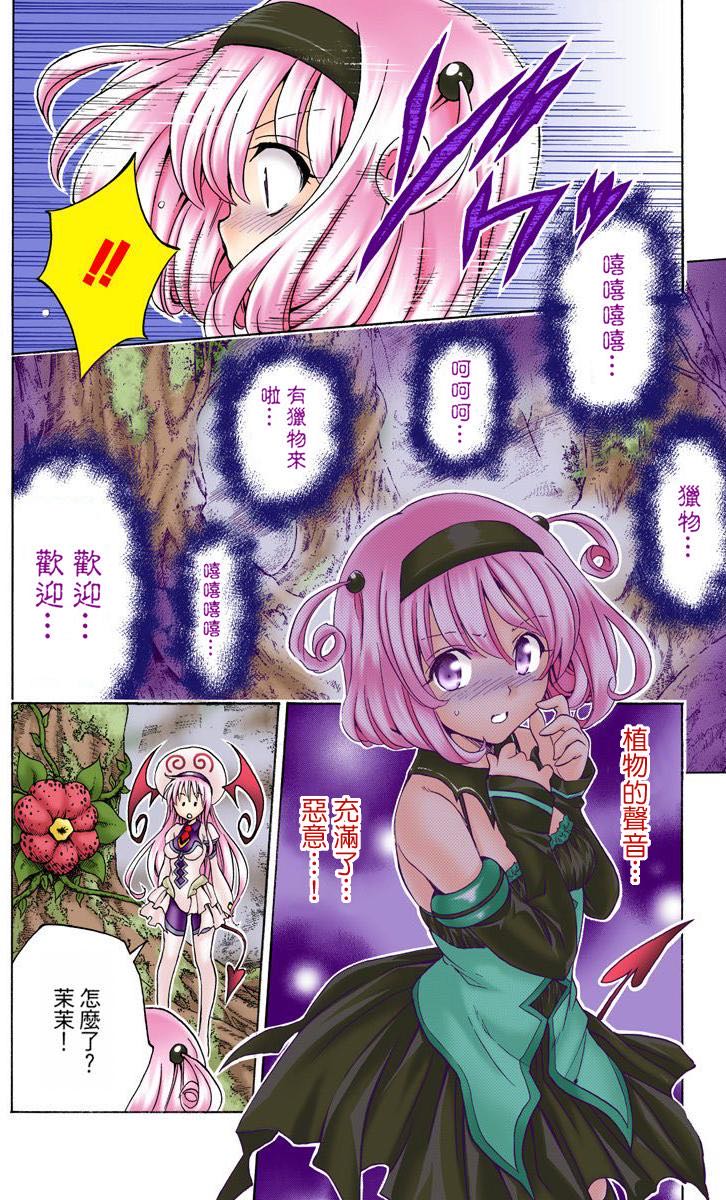 ゾワッ
!!
嘻嘻嘻嘻…
呵呵呵…
有獵物來
啦…
獵物…
嘻嘻嘻嘻…
歡迎…
歡迎…
植物的聲音…
充滿了…
惡意…!
怎麼了?
茉茉!